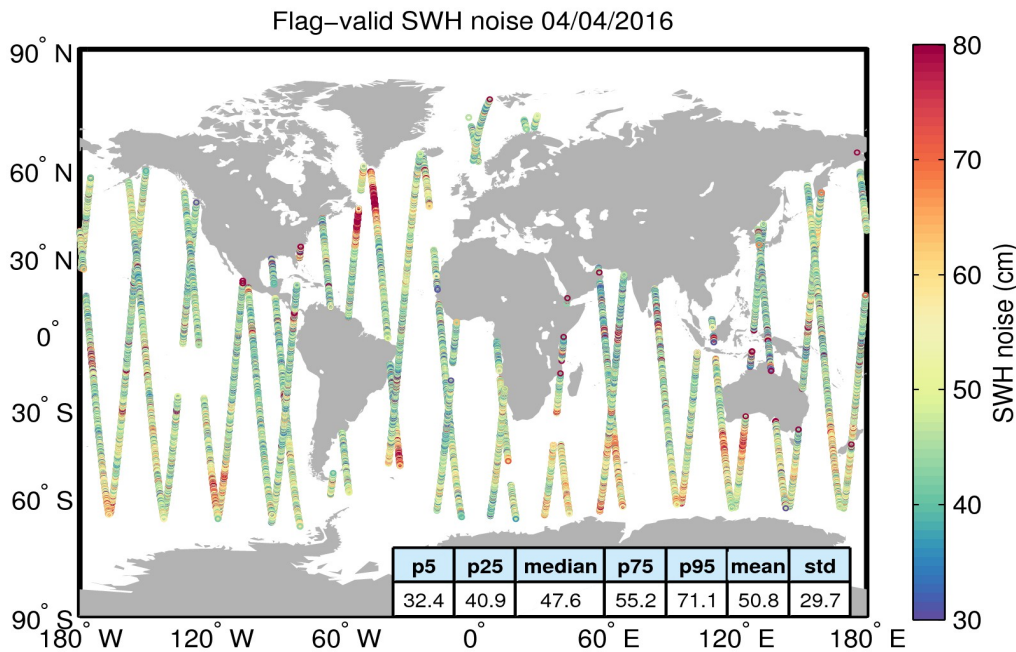 Flag−valid SWH noise 04/04/2016
90° N
60° N
30° N
0°
30° S
60° S
90° S
180° W
120° W
60° W
0°
60° E
120° E
180° E
p5 p25 median p75 p95 mean std
32.4 40.9 47.6 55.2 71.1 50.8 29.7
80
70
60
50
40
30
SWH noise (cm)